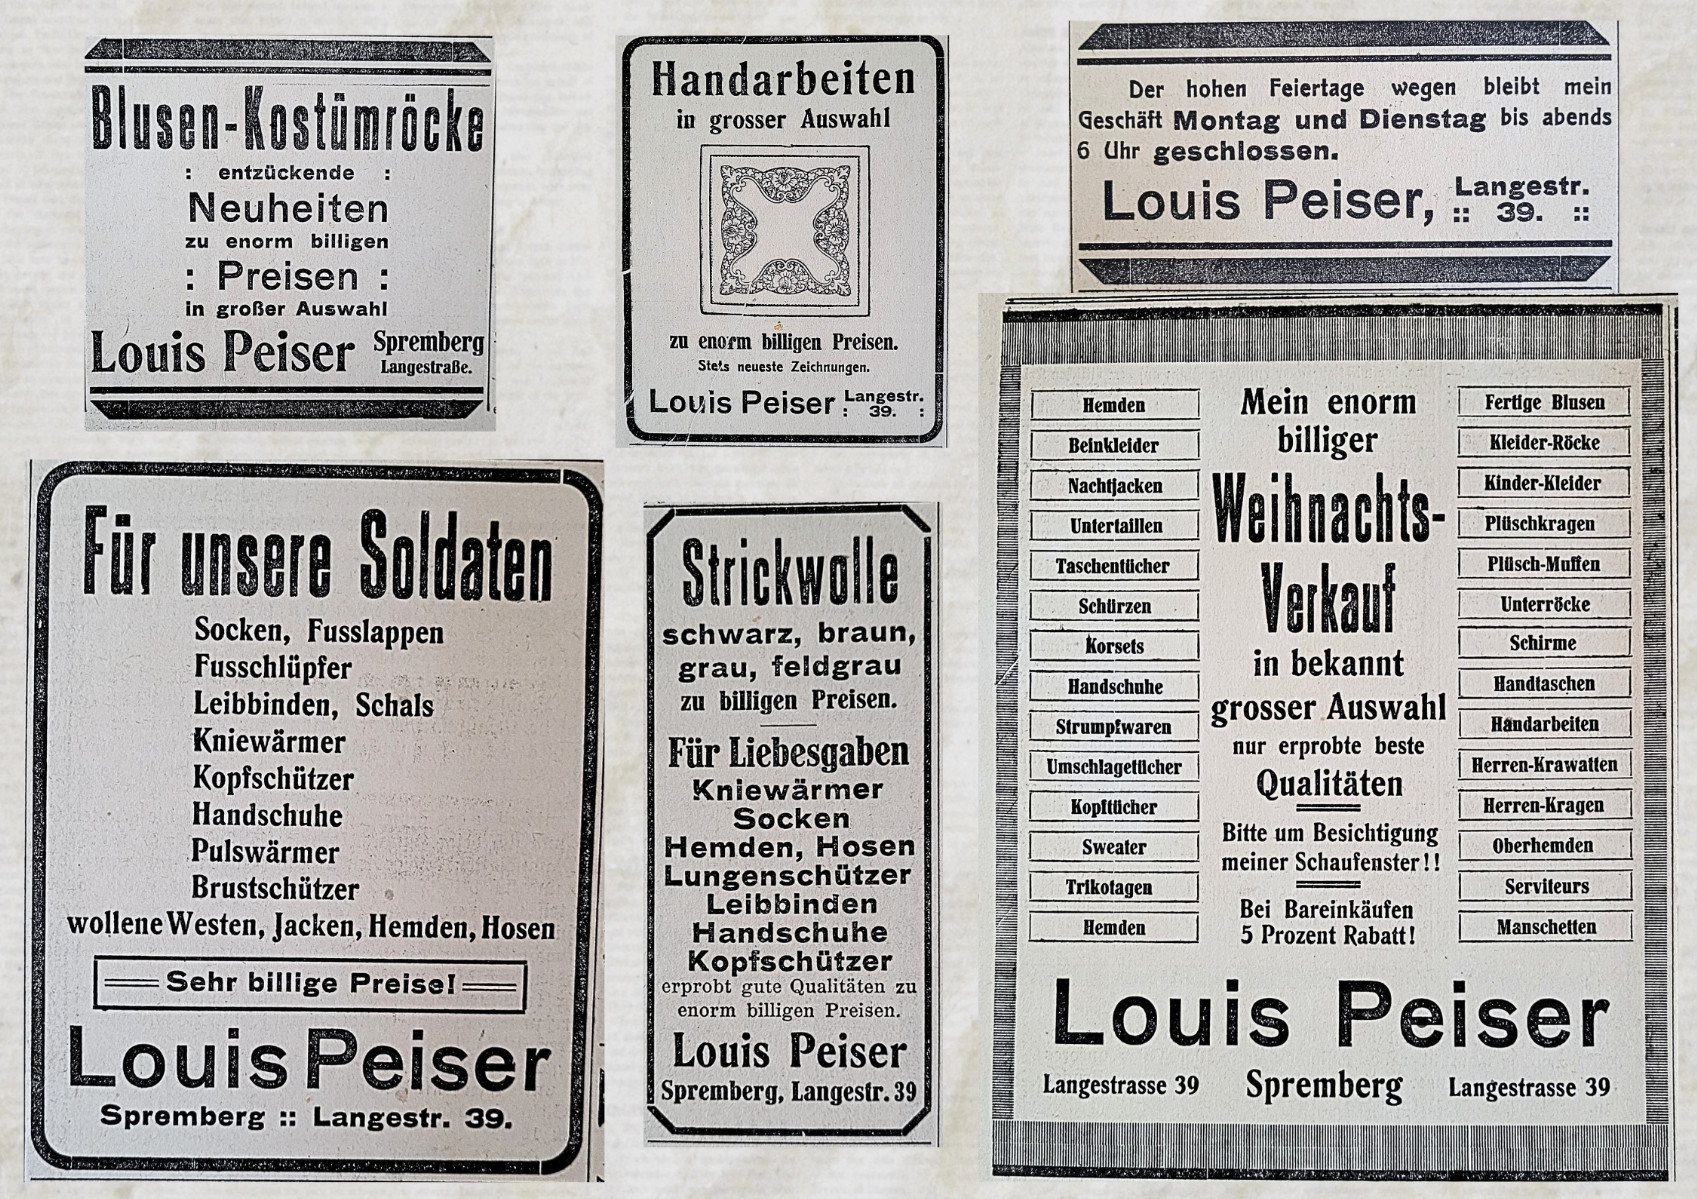 Blusen-Kostümröcke
: entzückende :
Neuheiten
zu enorm billigen
: Preisen :
in großer Auswahl
Louis Peiser Spremberg
Langestraße.
Handarbeiten
in grosser Auswahl
zu enorm billigen Preisen.
Stets neueste Zeichnungen.
Louis Peiser Langestr.
: 39. :
Der hohen Feiertage wegen bleibt mein
Geschäft Montag und Dienstag bis abends
6 Uhr geschlossen.
Louis Peiser, Langestr.
:: 39. ::
Für unsere Soldaten
Socken, Fusslappen
Fusschlüpfer
Leibbinden, Schals
Kniewärmer
Kopfschützer
Handschuhe
Pulswärmer
Brustschützer
wollene Westen, Jacken, Hemden, Hosen
Sehr billige Preise!
Louis Peiser
Spremberg :: Langestr. 39.
Strickwolle
schwarz, braun,
grau, feldgrau
zu billigen Preisen.
Für Liebesgaben
Kniewärmer
Socken
Hemden, Hosen
Lungenschützer
Leibbinden
Handschuhe
Kopfschützer
erprobt gute Qualitäten zu
enorm billigen Preisen.
Louis Peiser
Spremberg, Langestr. 39
Hemden
Beinkleider
Nachtjacken
Untertaillen
Taschentücher
Schürzen
Korsets
Handschuhe
Strumpfwaren
Umschlagetücher
Kopftücher
Sweater
Trikotagen
Hemden
Mein enorm
billiger
Weihnachts-
Verkauf
in bekannt
grosser Auswahl
nur erprobte beste
Qualitäten
Bitte um Besichtigung
meiner Schaufenster!!
Bei Bareinkäufen
5 Prozent Rabatt!
Fertige Blusen
Kleider-Röcke
Kinder-Kleider
Plüschkragen
Plüsch-Muffen
Unterröcke
Schirme
Handtaschen
Handarbeiten
Herren-Krawatten
Herren-Kragen
Oberhemden
Serviteurs
Manschetten
Louis Peiser
Langestrasse 39 Spremberg Langestrasse 39